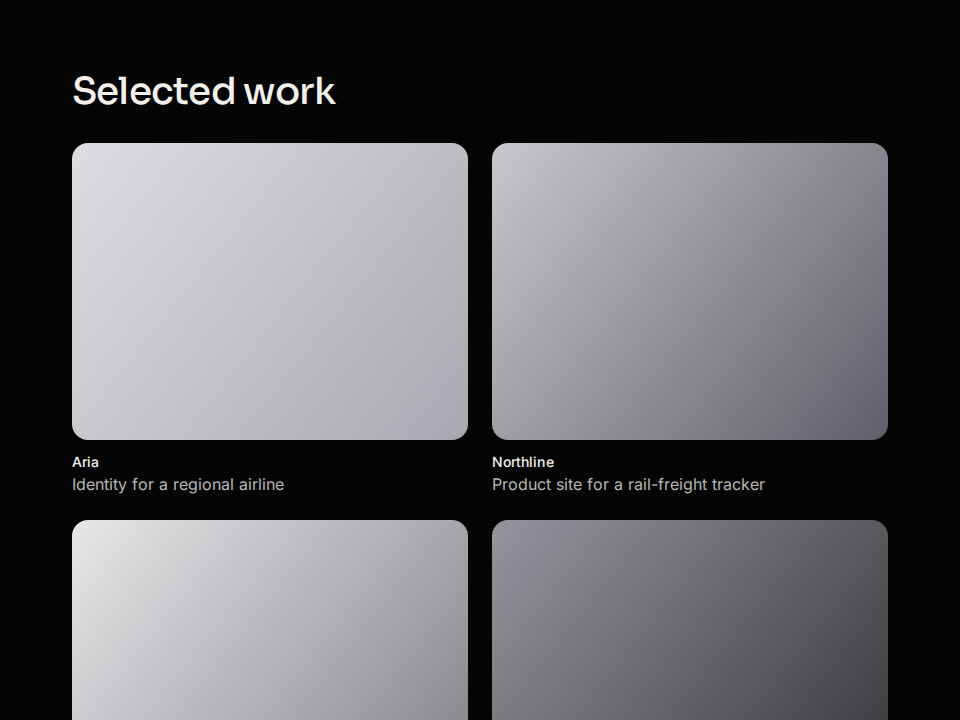 Selected work
Aria
Identity for a regional airline
Northline
Product site for a rail-freight tracker